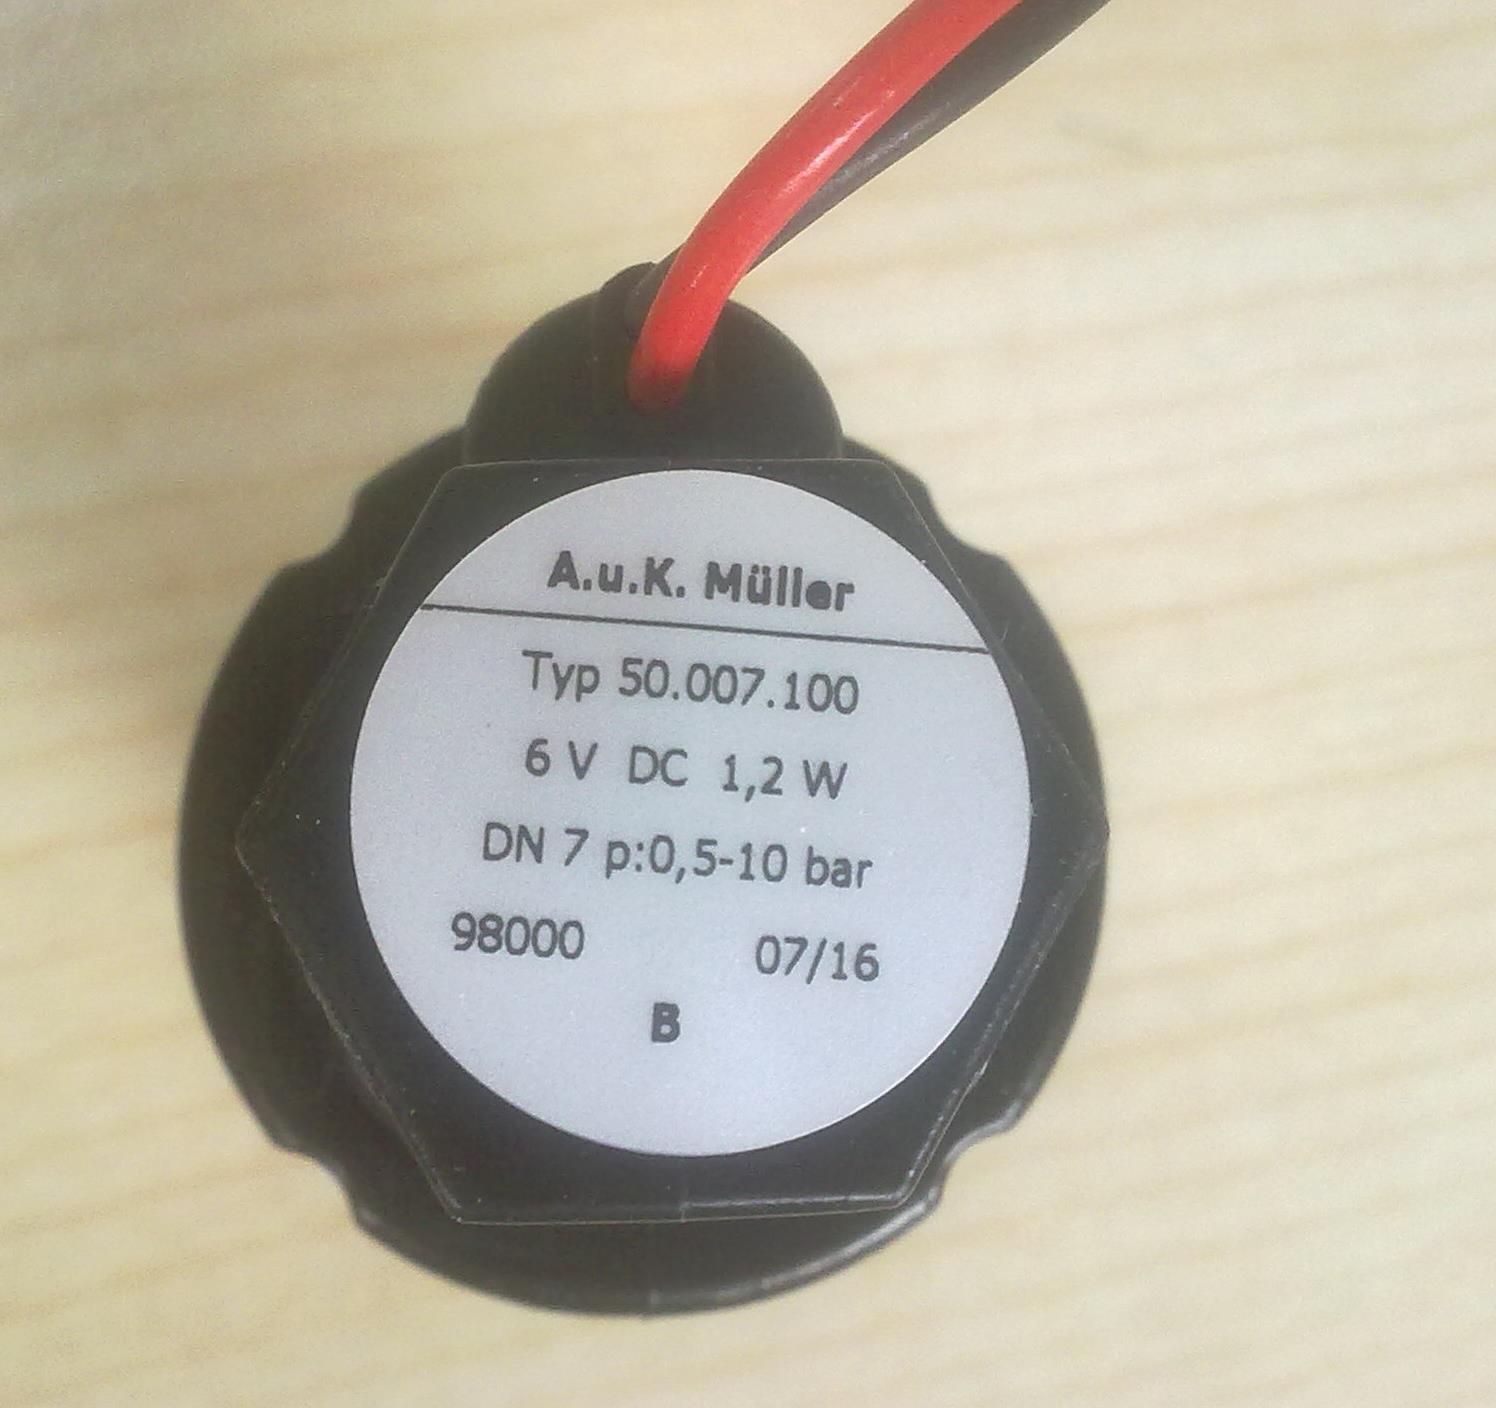 A.u.K. Müller
Typ 50.007.100
6 V DC 1,2 W
DN 7 p:0,5-10 bar
98000 07/16
B